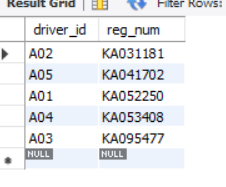 Result Grid Filter Rows:
driver_id reg_num
A02 KA031181
A05 KA041702
A01 KA052250
A04 KA053408
A03 KA095477
NULL NULL